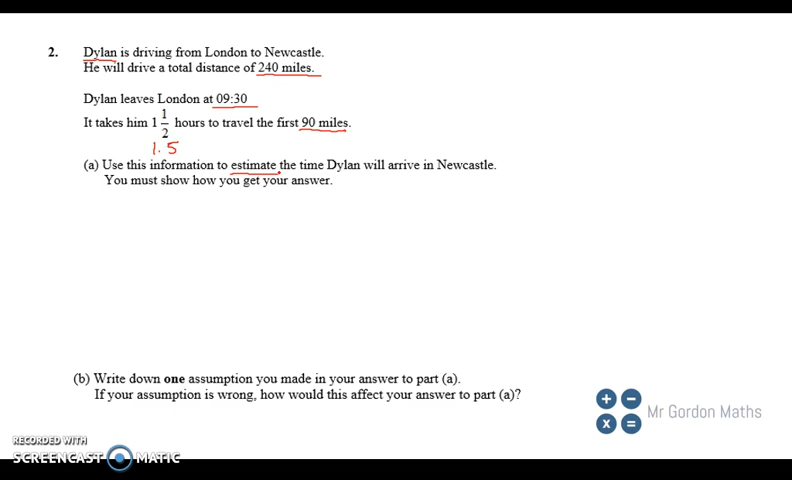 2. Dylan is driving from London to Newcastle.
He will drive a total distance of 240 miles.
Dylan leaves London at 09:30
It takes him 1 1/2 hours to travel the first 90 miles.
1.5
(a) Use this information to estimate the time Dylan will arrive in Newcastle.
You must show how you get your answer.
(b) Write down one assumption you made in your answer to part (a).
If your assumption is wrong, how would this affect your answer to part (a)?
+ −
x =
Mr Gordon Maths
RECORDED WITH
SCREENCAST MATIC